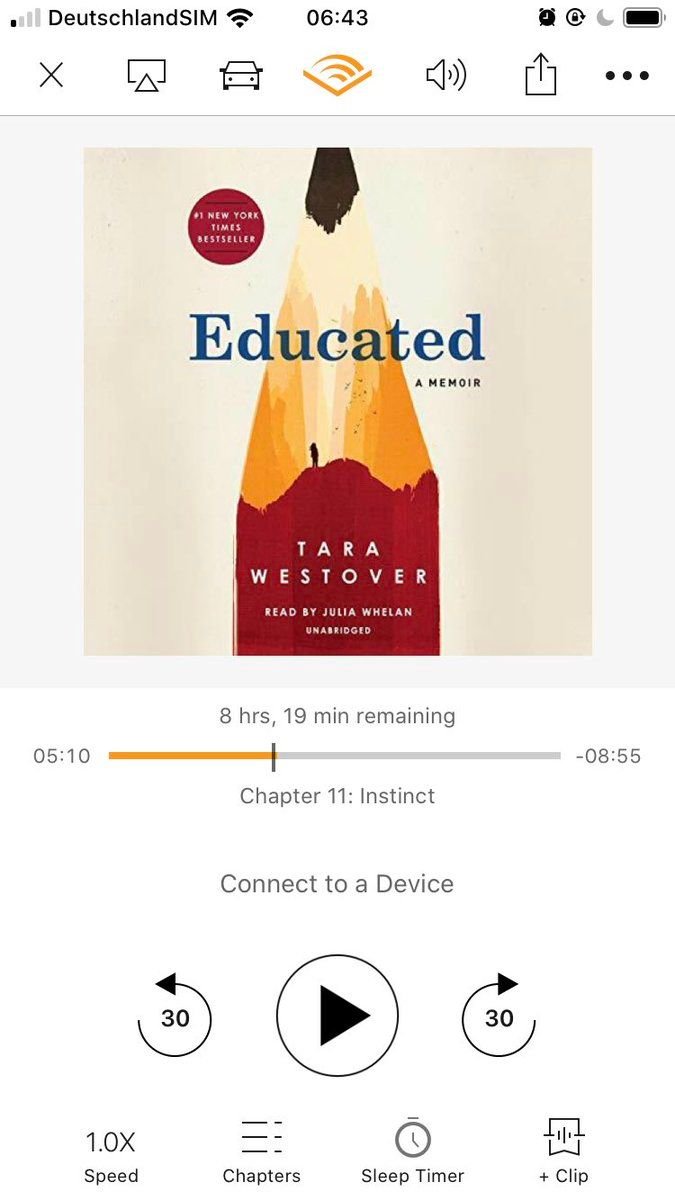 DeutschlandSIM 06:43
#1 NEW YORK
TIMES
BESTSELLER
Educated
A MEMOIR
TARA
WESTOVER
READ BY JULIA WHELAN
UNABRIDGED
8 hrs, 19 min remaining
05:10 -08:55
Chapter 11: Instinct
Connect to a Device
30 30
1.0X
Speed Chapters Sleep Timer + Clip